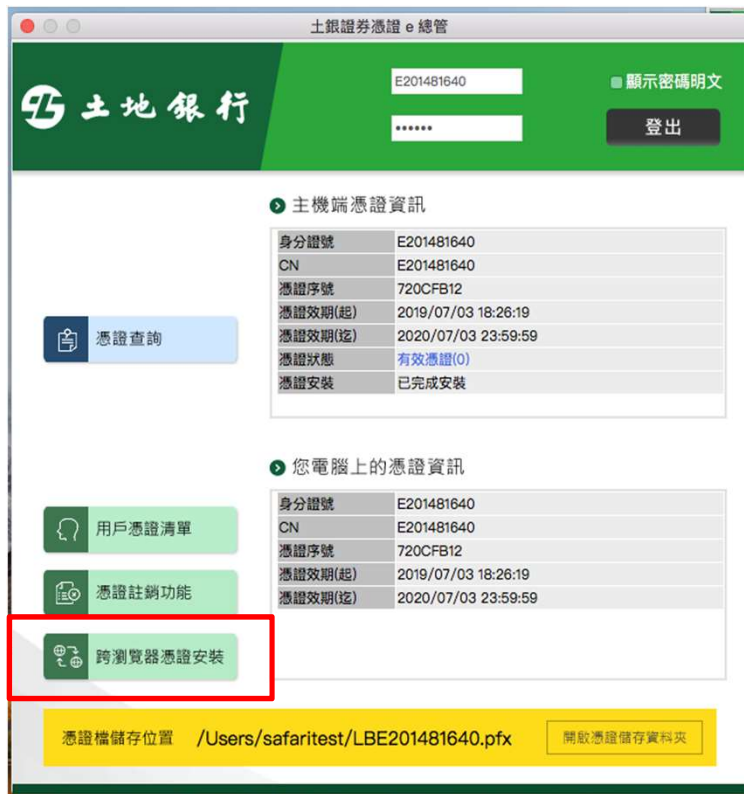 土銀證券憑證 e 總管
土地銀行
E201481640
顯示密碼明文
••••••
登出
主機端憑證資訊
身分證號 E201481640
CN E201481640
憑證序號 720CFB12
憑證效期(起) 2019/07/03 18:26:19
憑證效期(迄) 2020/07/03 23:59:59
憑證狀態 有效憑證(0)
憑證安裝 已完成安裝
憑證查詢
您電腦上的憑證資訊
身分證號 E201481640
CN E201481640
憑證序號 720CFB12
憑證效期(起) 2019/07/03 18:26:19
憑證效期(迄) 2020/07/03 23:59:59
用戶憑證清單
憑證註銷功能
跨瀏覽器憑證安裝
憑證檔儲存位置 /Users/safaritest/LBE201481640.pfx 開啟憑證儲存資料夾